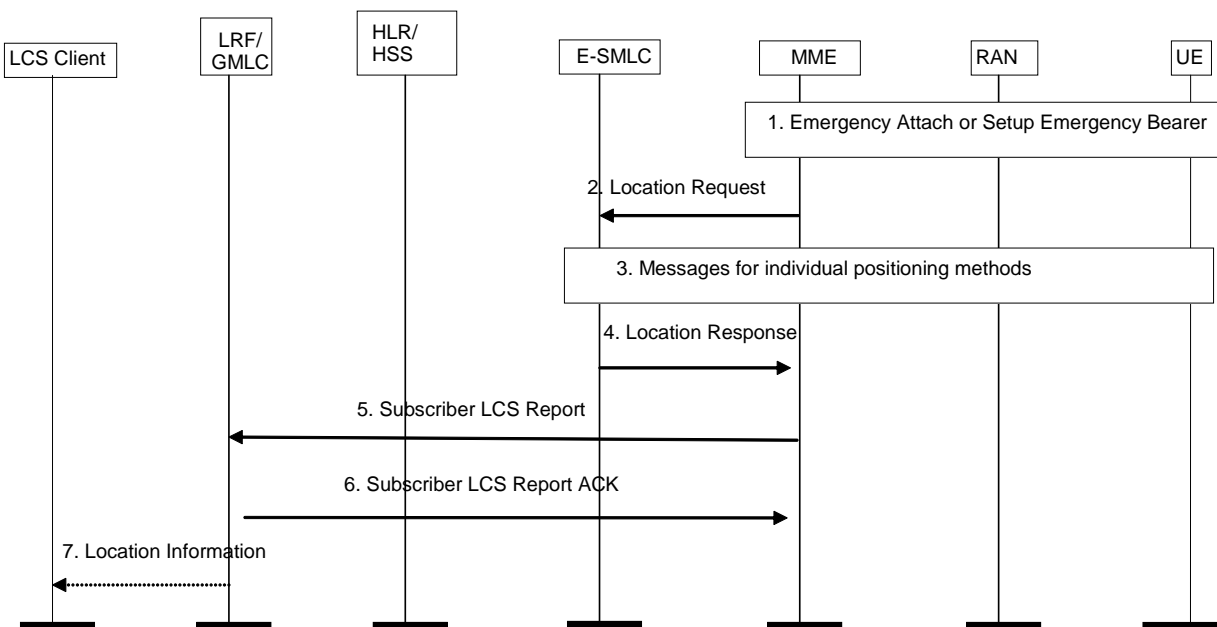 LCS Client
LRF/
GMLC
HLR/
HSS
E-SMLC
MME
RAN
UE
1. Emergency Attach or Setup Emergency Bearer
2. Location Request
3. Messages for individual positioning methods
4. Location Response
5. Subscriber LCS Report
6. Subscriber LCS Report ACK
7. Location Information